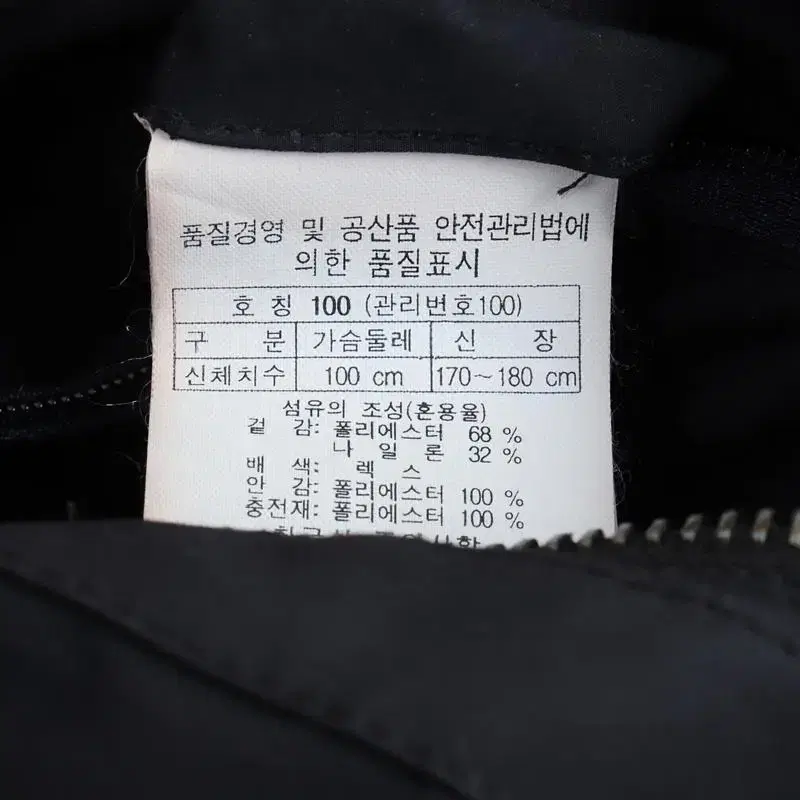 품질경영 및 공산품 안전관리법에
의한 품질표시
호 칭 100 (관리번호100)
구 분 가슴둘레 신 장
신체치수 100 cm 170~180 cm
섬유의 조성(혼용율)
겉 감: 폴리에스터 68 %
나 일 론 32 %
배 색: 렉 스
안 감: 폴리에스터 100 %
충전재: 폴리에스터 100 %